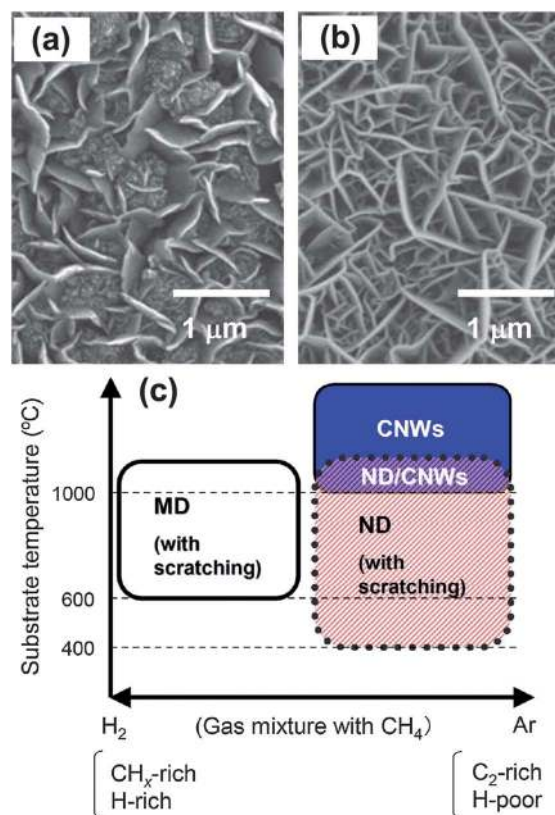 (a)
(b)
1 μm
1 μm
(c)
Substrate temperature (ºC)
1000
600
400
CNWs
ND/CNWs
MD
(with
scratching)
ND
(with
scratching)
H₂
(Gas mixture with CH₄)
Ar
CHₓ-rich
H-rich
C₂-rich
H-poor